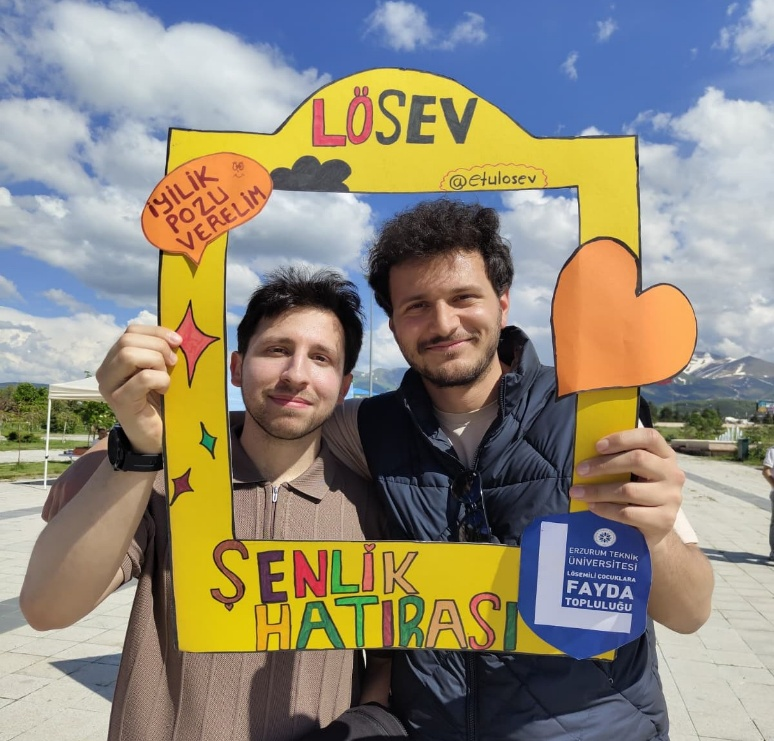 LÖSEV
@etulosev
İYİLİK
POZU
VERELİM
ŞENLİK
HATIRASI
ERZURUM TEKNİK
ÜNİVERSİTESİ
LÖSEMİLİ ÇOCUKLARA
FAYDA
TOPLULUĞU